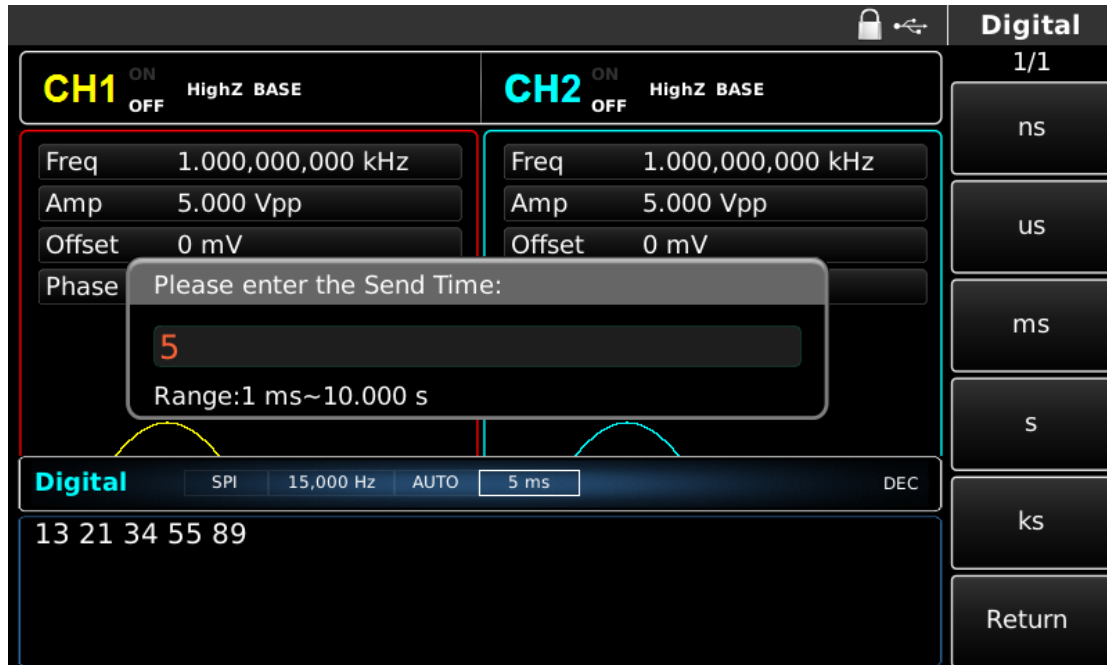 Digital
1/1
CH1 ON OFF HighZ BASE
CH2 ON OFF HighZ BASE
Freq 1.000,000,000 kHz
Amp 5.000 Vpp
Offset 0 mV
Phase
Freq 1.000,000,000 kHz
Amp 5.000 Vpp
Offset 0 mV
Please enter the Send Time:
5
Range:1 ms~10.000 s
Digital SPI 15,000 Hz AUTO 5 ms DEC
13 21 34 55 89
ns
us
ms
s
ks
Return